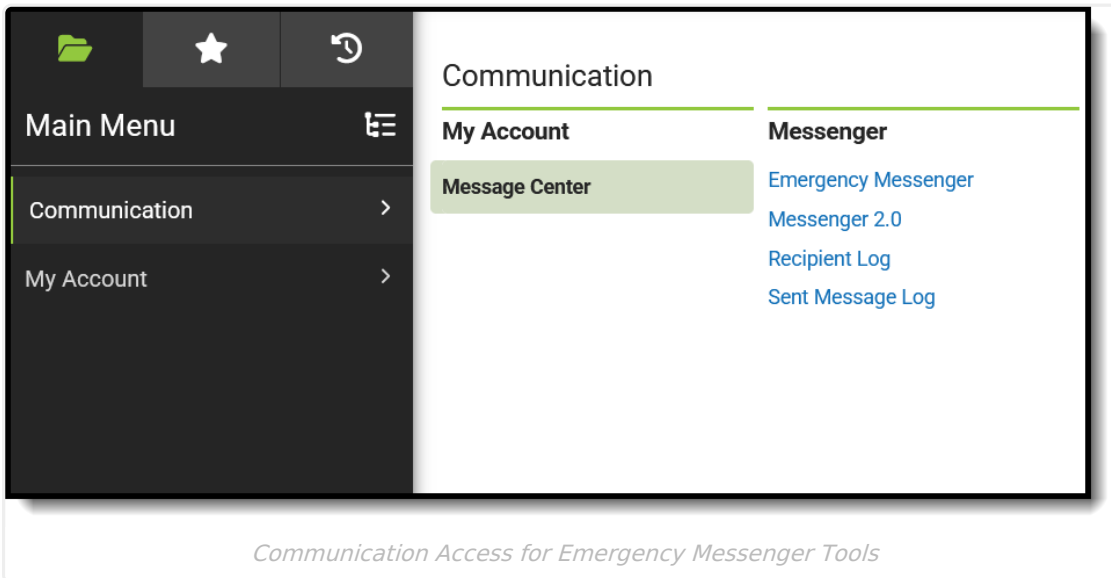 Main Menu
Communication
My Account
Communication
My Account
Message Center
Messenger
Emergency Messenger
Messenger 2.0
Recipient Log
Sent Message Log
Communication Access for Emergency Messenger Tools